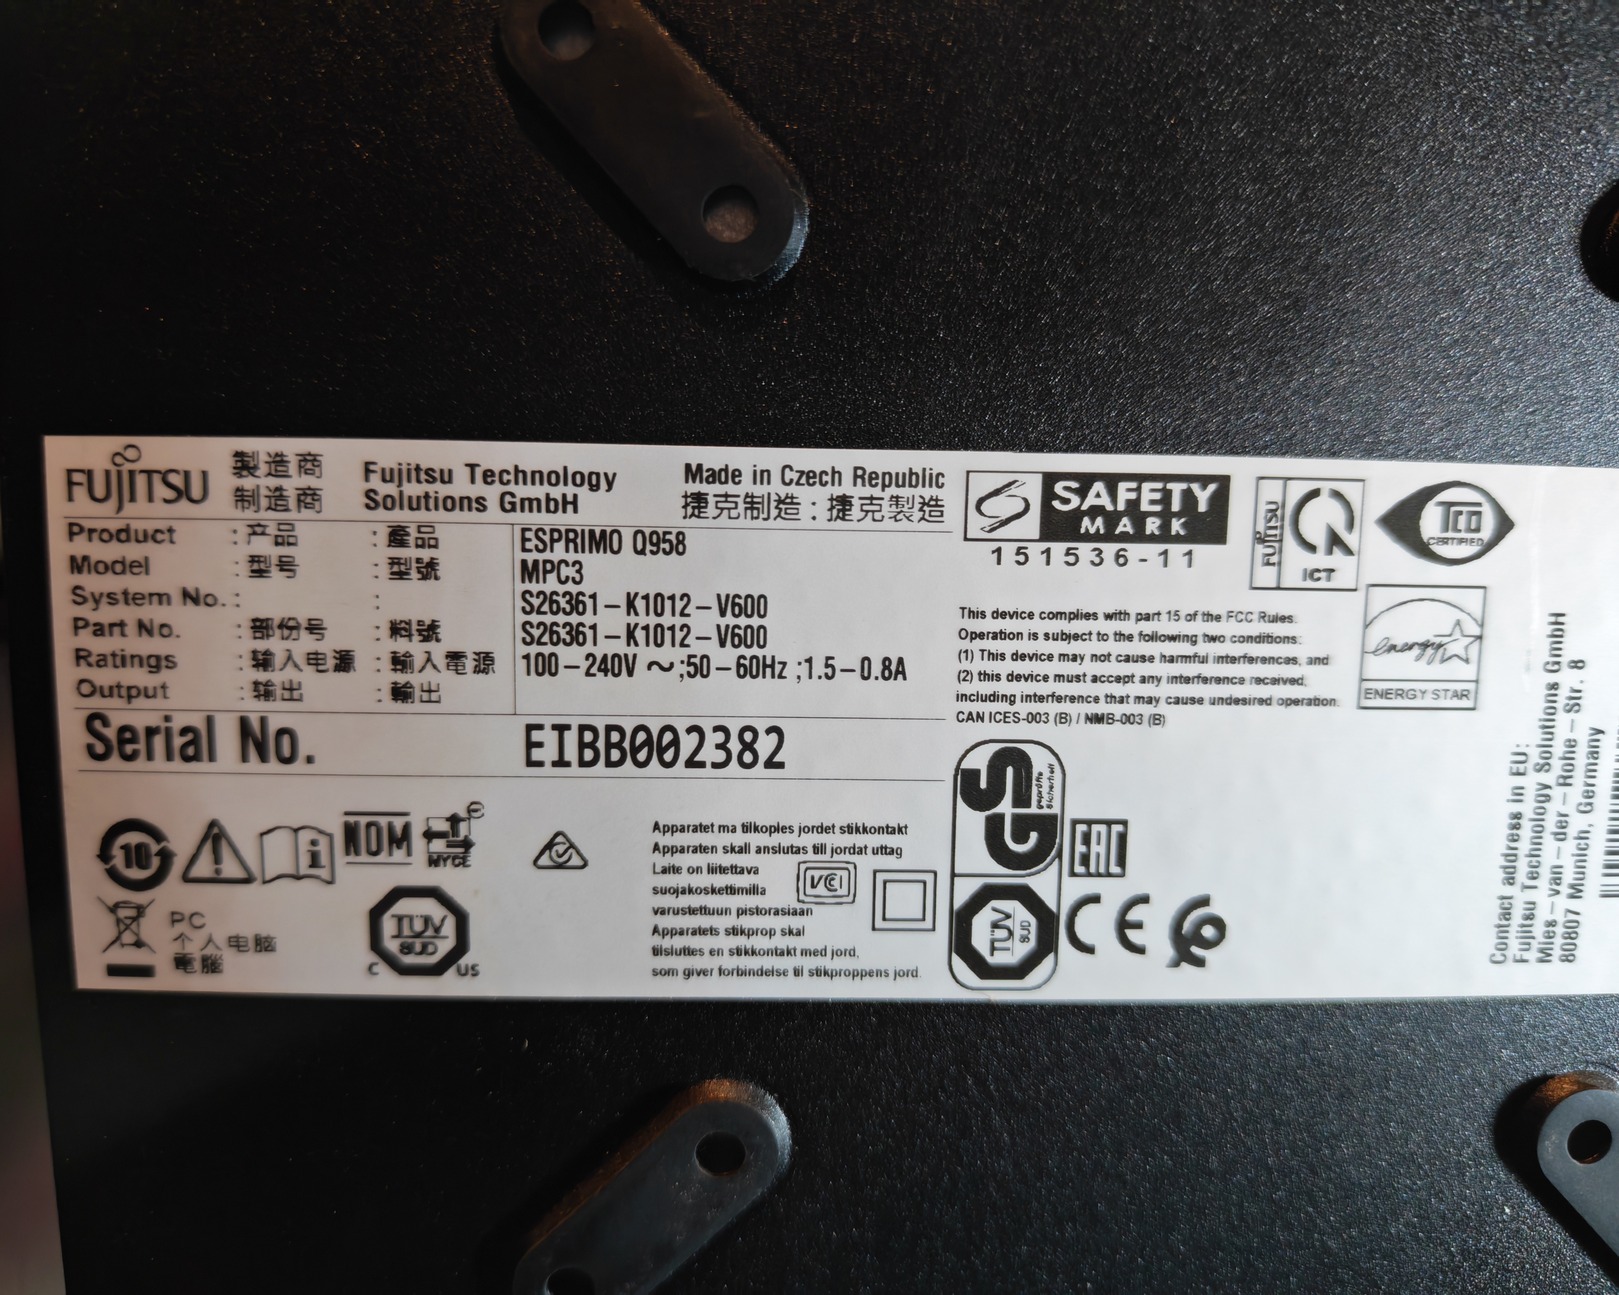 FUJITSU 製造商 Fujitsu Technology Made in Czech Republic
制造商 Solutions GmbH 捷克制造 : 捷克製造
Product : 产品 : 產品 ESPRIMO Q958
Model : 型号 : 型號 MPC3
System No. : : S26361-K1012-V600
Part No. : 部份号 : 料號 S26361-K1012-V600
Ratings : 输入电源 : 輸入電源 100-240V ~;50-60Hz ;1.5-0.8A
Output : 输出 : 輸出
Serial No. EIBB002382
SAFETY
MARK
151536-11
FUJITSU
ICT
TCO
CERTIFIED
energy
ENERGY STAR
This device complies with part 15 of the FCC Rules.
Operation is subject to the following two conditions:
(1) This device may not cause harmful interferences, and
(2) this device must accept any interference received,
including interference that may cause undesired operation.
CAN ICES-003 (B) / NMB-003 (B)
10
i
NOM
NYCE
PC
个人电脑
電腦
TÜV
SUD
C US
Apparatet ma tilkoples jordet stikkontakt
Apparaten skall anslutas till jordat uttag
Laite on liitettava
suojakoskettimilla
varustettuun pistorasiaan
Apparatets stikprop skal
tilsluttes en stikkontakt med jord,
som giver forbindelse til stikproppens jord.
VCI
GS
geprüfte
Sicherheit
TÜV
SUD
EAC
CE
Contact address in EU:
Fujitsu Technology Solutions GmbH
Mies-van-der-Rohe-Str. 8
80807 Munich, Germany